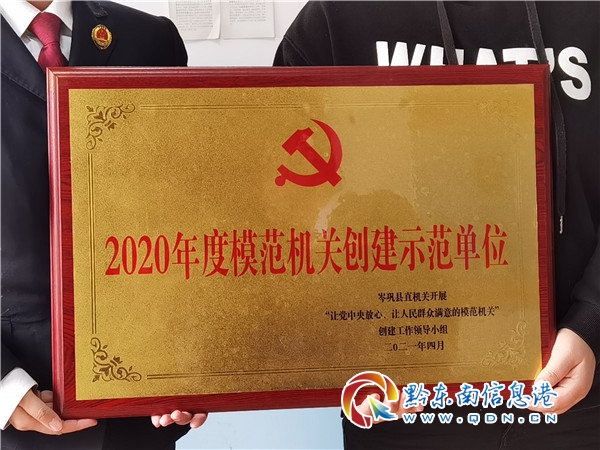 WHAT'S
2020年度模范机关创建示范单位
岑巩县直机关开展
“让党中央放心、让人民群众满意的模范机关”
创建工作领导小组
二〇二一年四月
黔东南信息港
WWW.QDN.CN